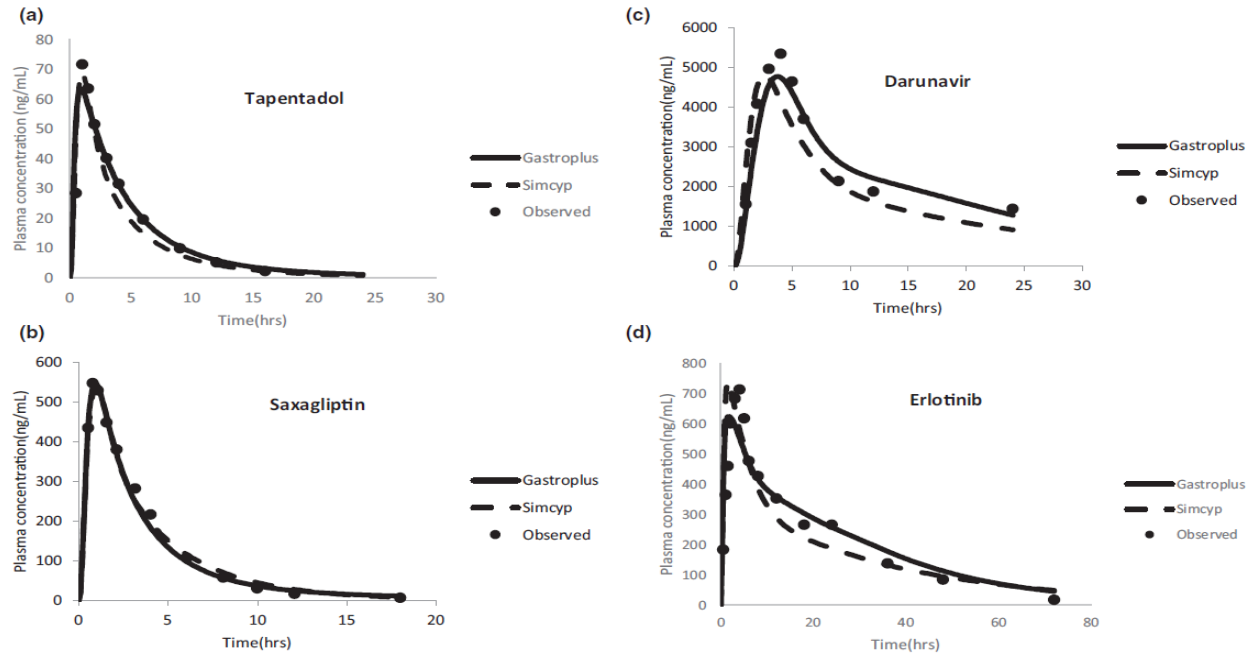 (a)
Plasma concentration (ng/mL)
80
70
60
50
40
30
20
10
0
Tapentadol
Gastroplus
Simcyp
Observed
0 5 10 15 20 25 30
Time(hrs)
(c)
Plasma concentration (ng/mL)
6000
5000
4000
3000
2000
1000
0
Darunavir
Gastroplus
Simcyp
Observed
0 5 10 15 20 25 30
Time(hrs)
(b)
Plasma concentration(ng/mL)
600
500
400
300
200
100
0
Saxagliptin
Gastroplus
Simcyp
Observed
0 5 10 15 20
Time(hrs)
(d)
Plasma concentration(ng/mL)
800
700
600
500
400
300
200
100
0
Erlotinib
Gastroplus
Simcyp
Observed
0 20 40 60 80
Time(hrs)